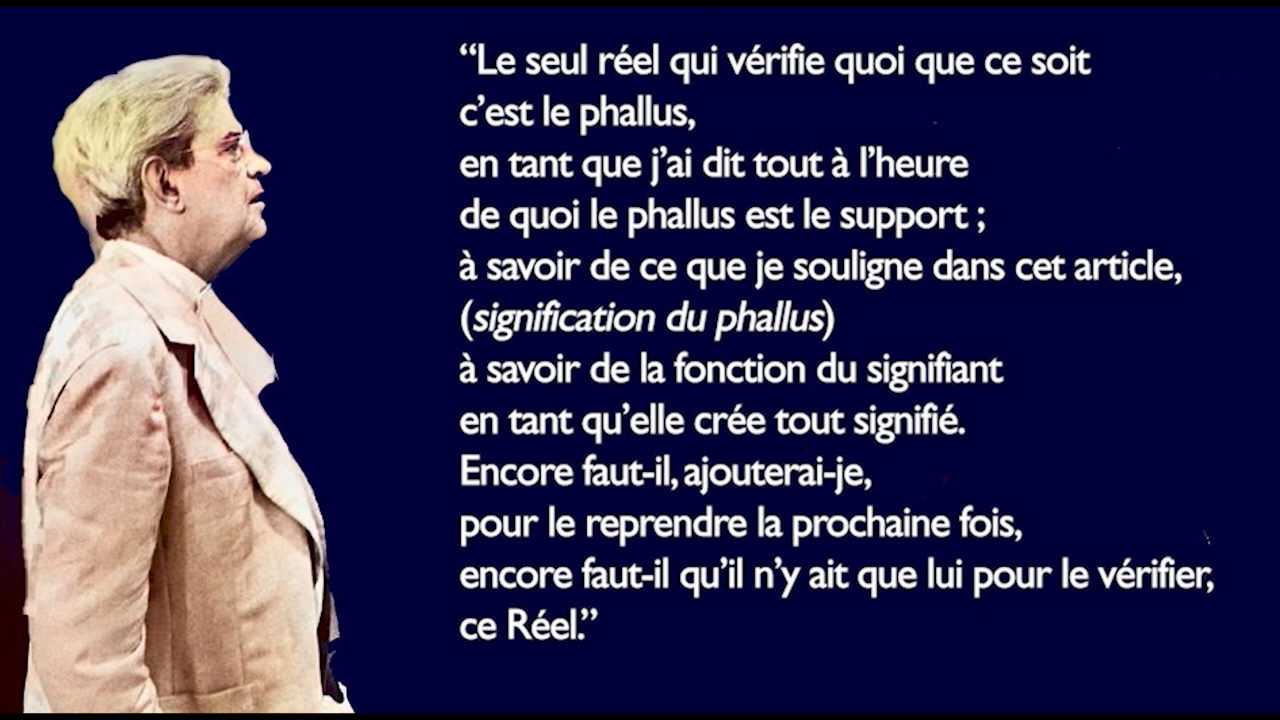 “Le seul réel qui vérifie quoi que ce soit
c’est le phallus,
en tant que j’ai dit tout à l’heure
de quoi le phallus est le support ;
à savoir de ce que je souligne dans cet article,
(signification du phallus)
à savoir de la fonction du signifiant
en tant qu’elle crée tout signifié.
Encore faut-il, ajouterai-je,
pour le reprendre la prochaine fois,
encore faut-il qu’il n’y ait que lui pour le vérifier,
ce Réel.”